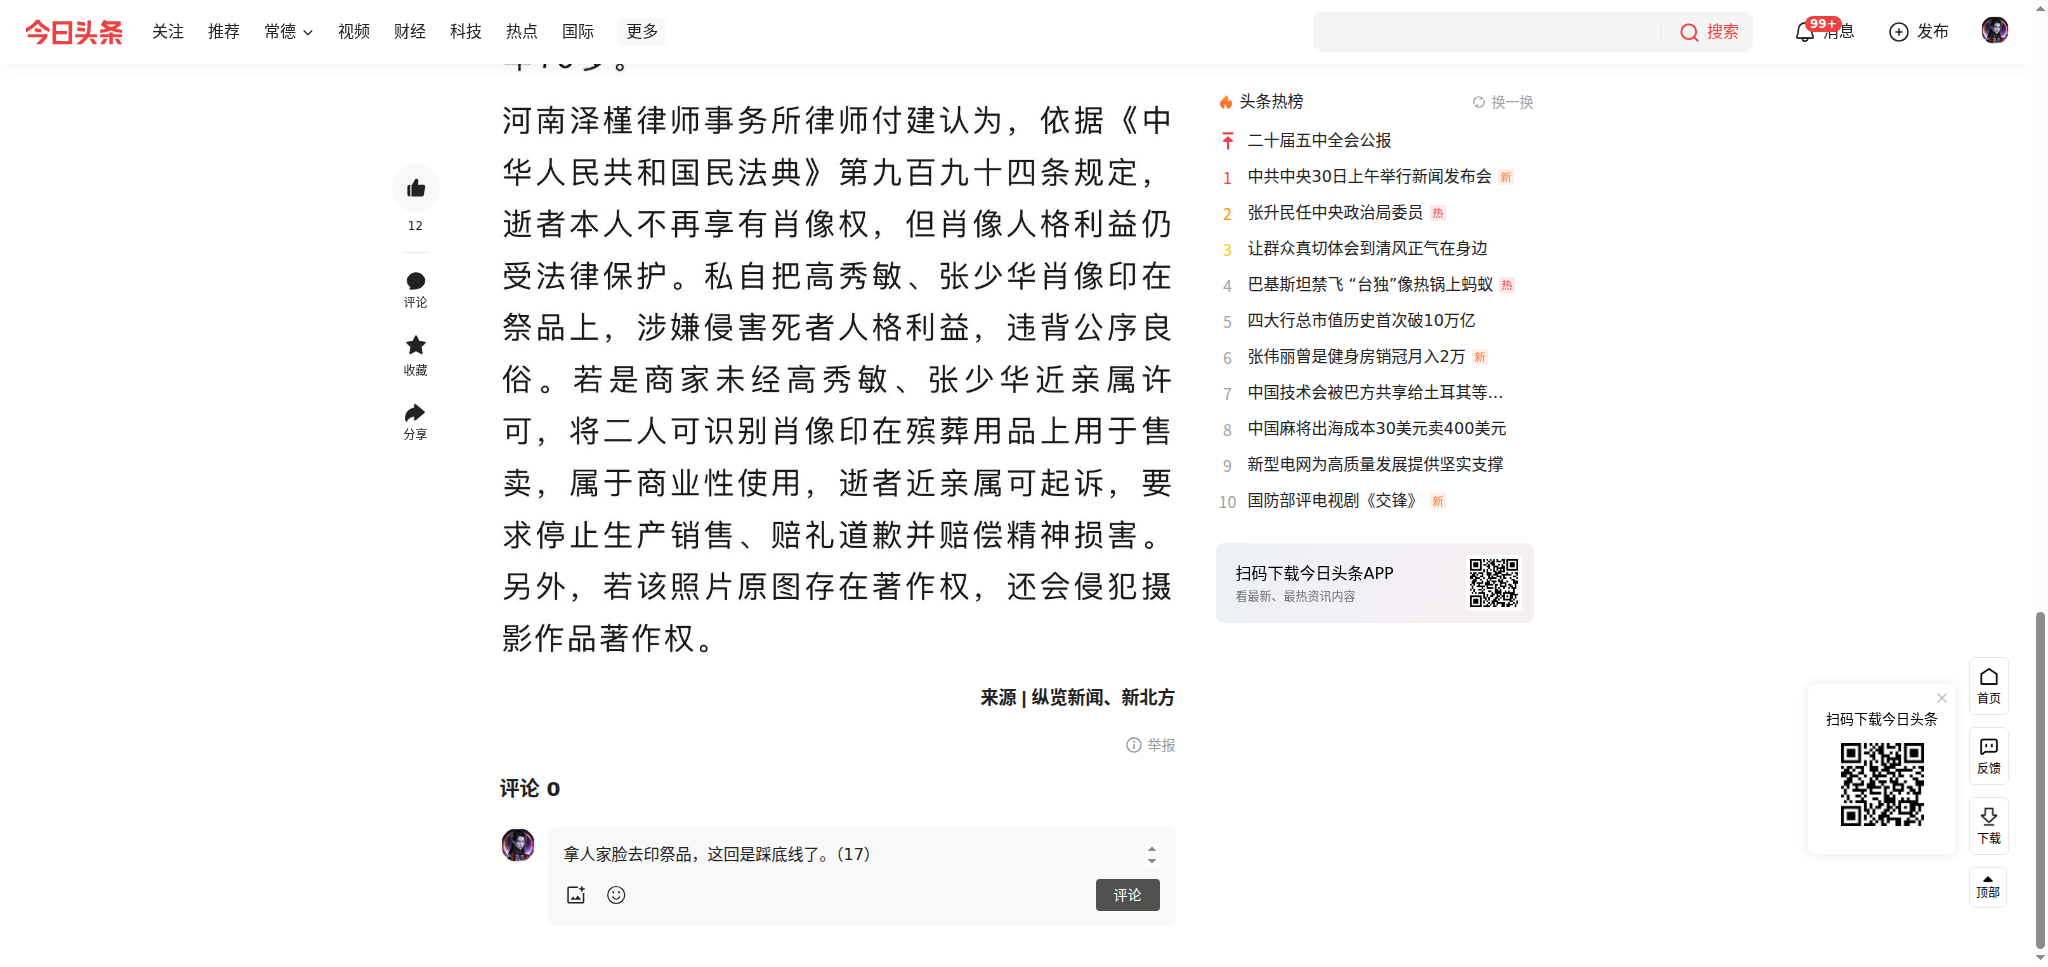 今日头条
关注 推荐 常德 视频 财经 科技 热点 国际 更多
搜索
99+
消息
发布
河南泽槿律师事务所律师付建认为，依据《中
华人民共和国民法典》第九百九十四条规定，
逝者本人不再享有肖像权，但肖像人格利益仍
受法律保护。私自把高秀敏、张少华肖像印在
祭品上，涉嫌侵害死者人格利益，违背公序良
俗。若是商家未经高秀敏、张少华近亲属许
可，将二人可识别肖像印在殡葬用品上用于售
卖，属于商业性使用，逝者近亲属可起诉，要
求停止生产销售、赔礼道歉并赔偿精神损害。
另外，若该照片原图存在著作权，还会侵犯摄
影作品著作权。
来源 | 纵览新闻、新北方
举报
12
评论
收藏
分享
评论 0
拿人家脸去印祭品，这回是踩底线了。（17）
评论
头条热榜
换一换
二十届五中全会公报
1 中共中央30日上午举行新闻发布会 新
2 张升民任中央政治局委员 热
3 让群众真切体会到清风正气在身边
4 巴基斯坦禁飞 “台独”像热锅上蚂蚁 热
5 四大行总市值历史首次破10万亿
6 张伟丽曾是健身房销冠月入2万 新
7 中国技术会被巴方共享给土耳其等...
8 中国麻将出海成本30美元卖400美元
9 新型电网为高质量发展提供坚实支撑
10 国防部评电视剧《交锋》 新
扫码下载今日头条APP
看最新、最热资讯内容
扫码下载今日头条
首页
反馈
下载
顶部